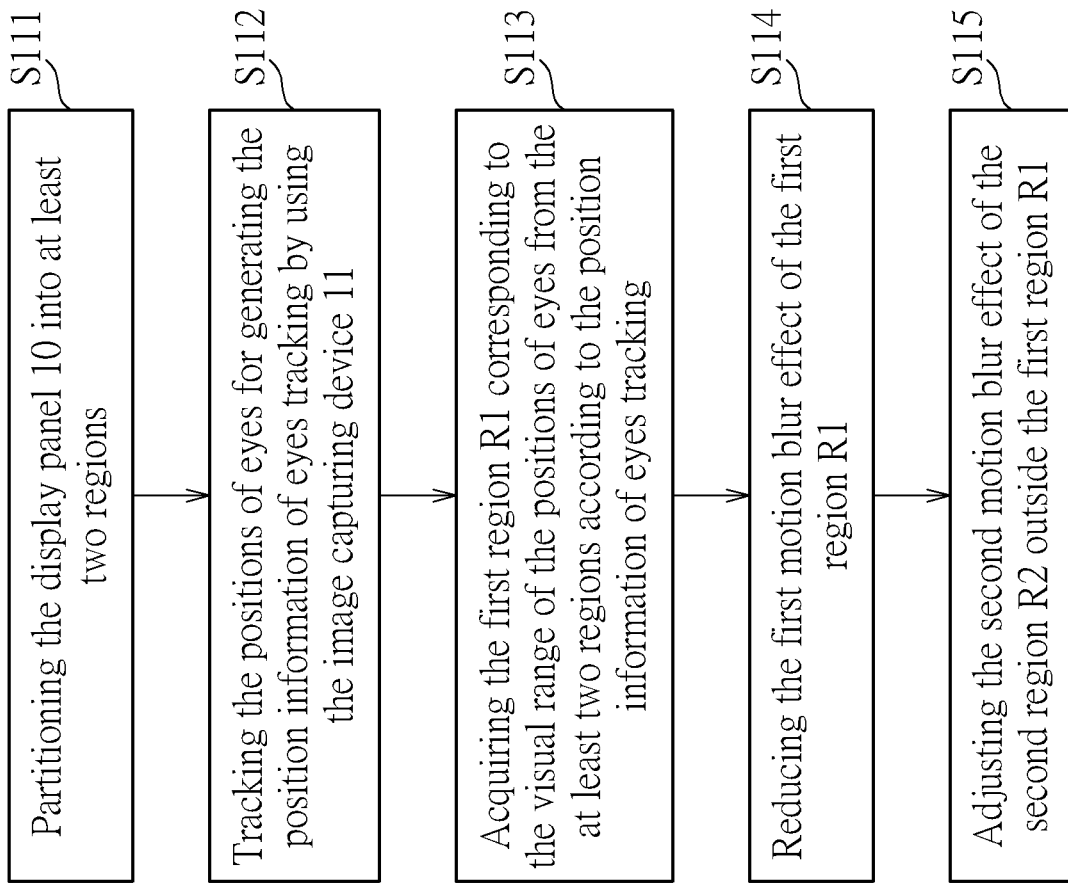 Partitioning the display panel 10 into at least
two regions
S111
Tracking the positions of eyes for generating the
position information of eyes tracking by using
the image capturing device 11
S112
Acquiring the first region R1 corresponding to
the visual range of the positions of eyes from the
at least two regions according to the position
information of eyes tracking
S113
Reducing the first motion blur effect of the first
region R1
S114
Adjusting the second motion blur effect of the
second region R2 outside the first region R1
S115